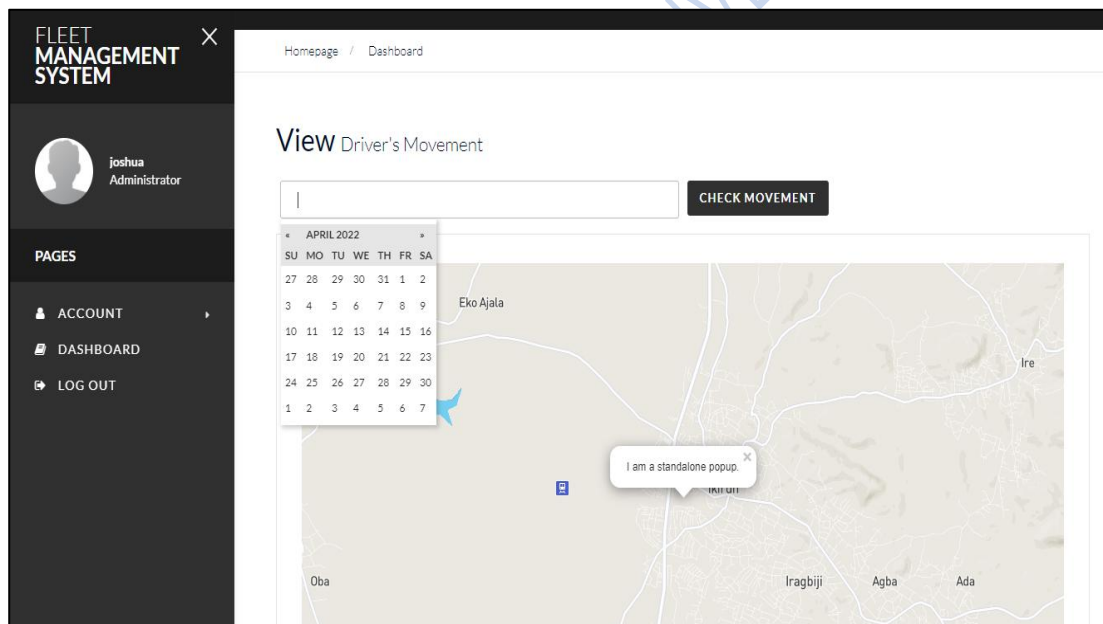 FLEET
MANAGEMENT
SYSTEM
Homepage / Dashboard
joshua
Administrator
View Driver's Movement
CHECK MOVEMENT
PAGES
ACCOUNT
DASHBOARD
LOG OUT
« APRIL 2022 »
SU MO TU WE TH FR SA
27 28 29 30 31 1 2
3 4 5 6 7 8 9
10 11 12 13 14 15 16
17 18 19 20 21 22 23
24 25 26 27 28 29 30
1 2 3 4 5 6 7
Eko Ajala
Ire
I am a standalone popup.
Oba
Iragbiji
Agba
Ada